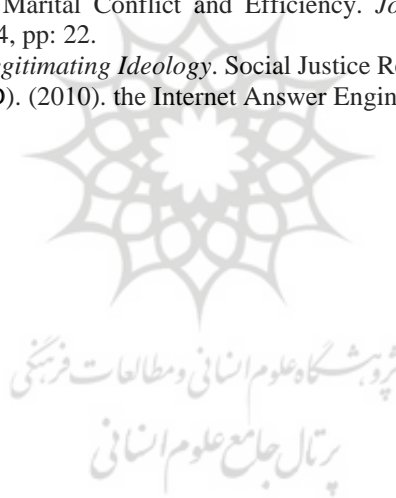 Marital Conflict and Efficiency. Jo
4, pp: 22.
gitimating Ideology. Social Justice Re
). (2010). the Internet Answer Engin
پژوهشگاه علوم انسانی و مطالعات فرهنگی
پرتال جامع علوم انسانی